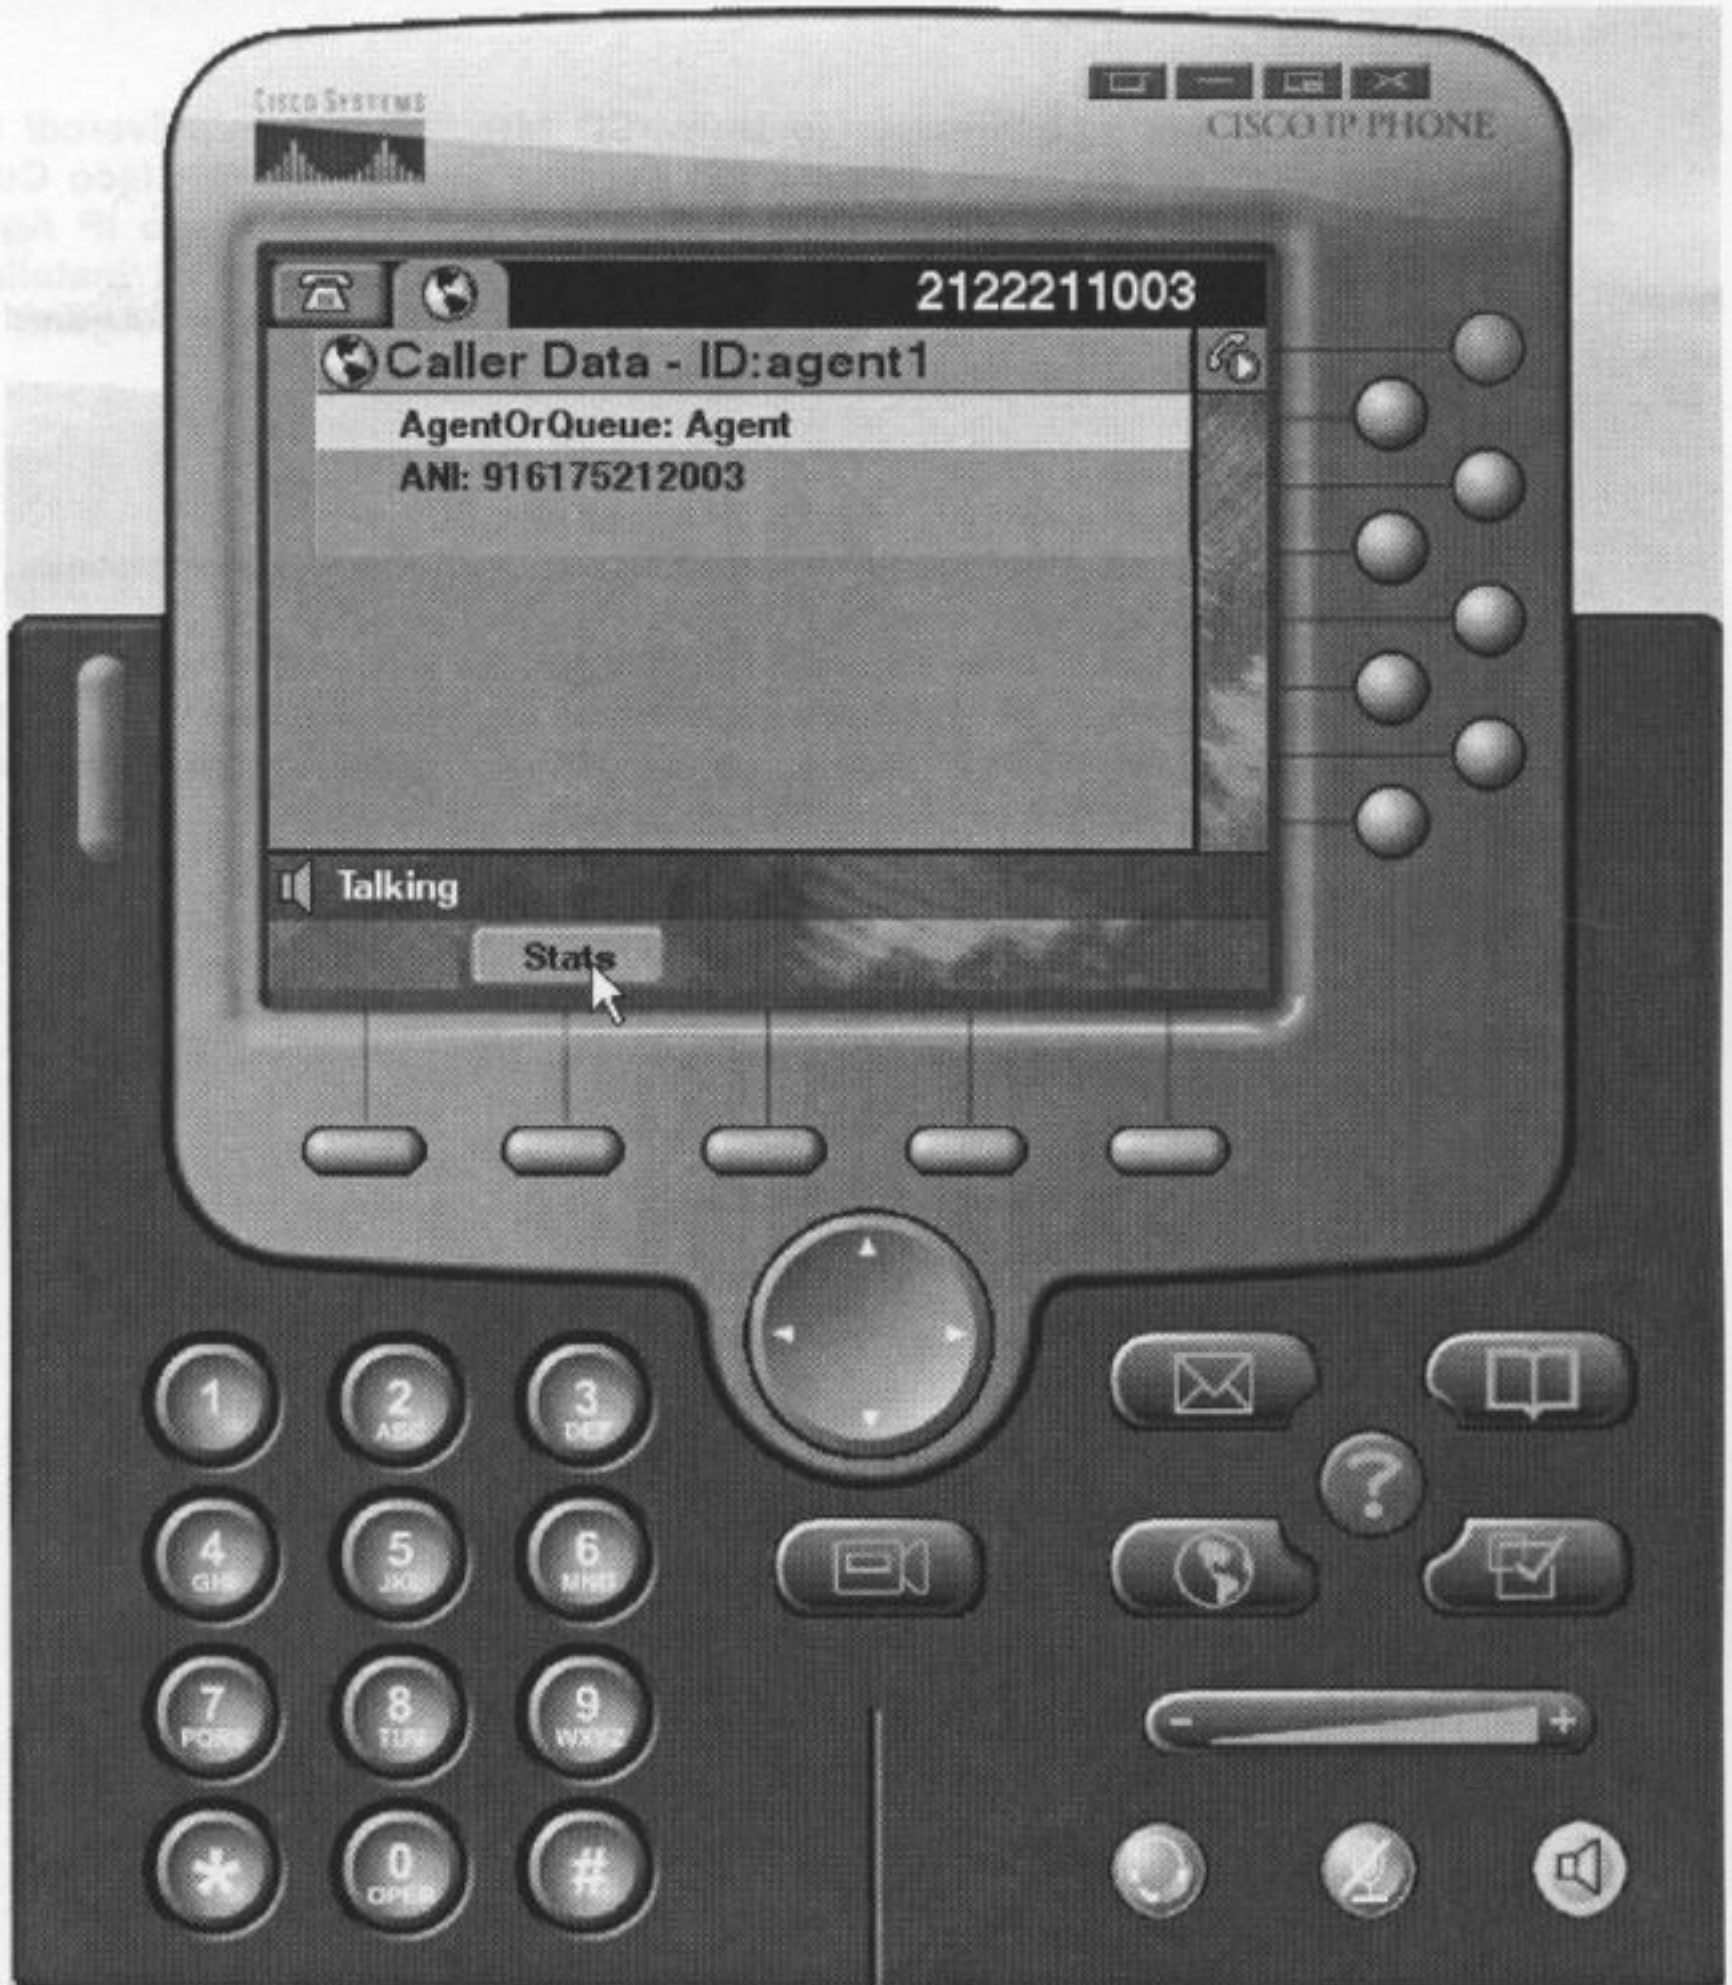 CISCO SYSTEMS
CISCO IP PHONE
2122211003
Caller Data - ID:agent1
AgentOrQueue: Agent
ANI: 916175212003
Talking
Stats
1
2
ABC
3
DEF
4
GHI
5
JKL
6
MNO
7
PQRS
8
TUV
9
WXYZ
*
0
OPER
#
?
- +